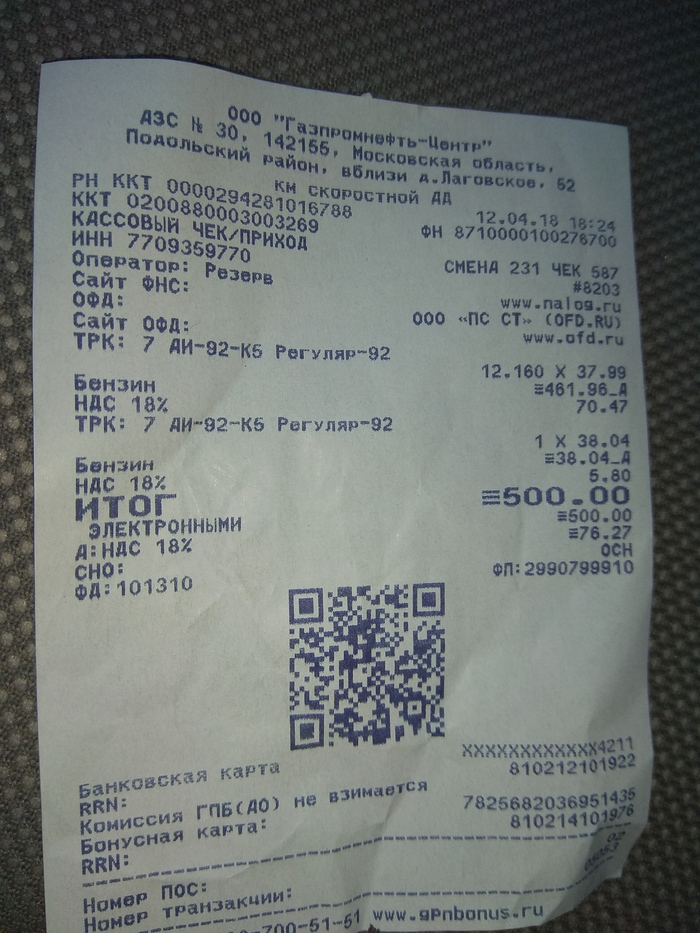 ООО "Газпромнефть-Центр"
АЗС № 30, 142155, Московская область,
Подольский район, вблизи д.Лаговское, 52
км скоростной АД
РН ККТ 0000294281016788 12.04.18 18:24
ККТ 0200880003003269 ФН 8710000100276700
КАССОВЫЙ ЧЕК/ПРИХОД
ИНН 7709359770 СМЕНА 231 ЧЕК 587
Оператор: Резерв #8203
Сайт ФНС: www.nalog.ru
ОФД: ООО «ПС СТ» (OFD.RU)
Сайт ОФД: www.ofd.ru
ТРК: 7 АИ-92-К5 Регуляр-92
12.160 X 37.99
Бензин ≡461.96_А
НДС 18% 70.47
ТРК: 7 АИ-92-К5 Регуляр-92
1 X 38.04
Бензин ≡38.04_А
НДС 18% 5.80
ИТОГ ≡500.00
ЭЛЕКТРОННЫМИ ≡500.00
А:НДС 18% ≡76.27
СНО: ОСН
ФД:101310 ФП:2990799910
Банковская карта XXXXXXXXXXXX4211
RRN: 810212101922
Комиссия ГПБ(АО) не взимается
Бонусная карта: 7825682036951435
RRN: 810214101976
Номер ПОС: 02
Номер транзакции:
700-51-51 www.gpnbonus.ru